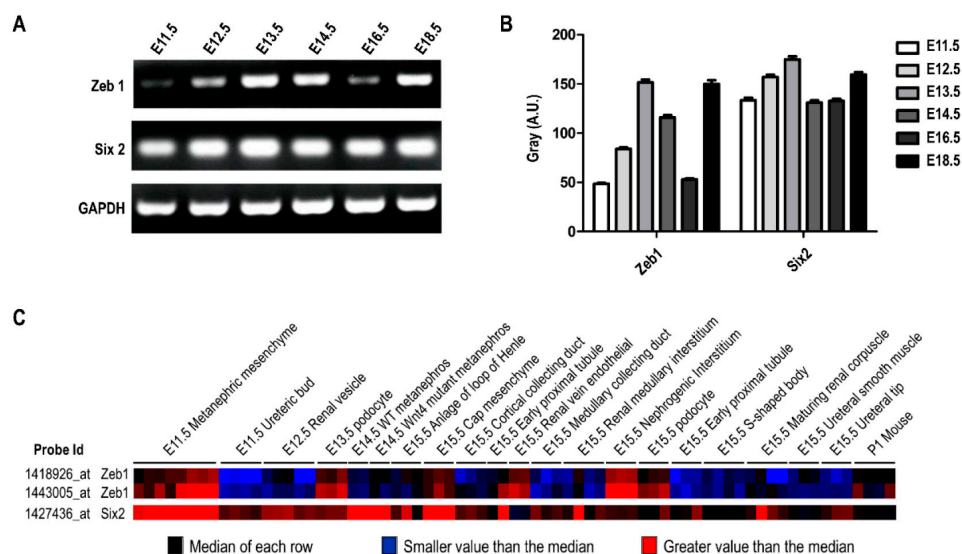 A
E11.5 E12.5 E13.5 E14.5 E16.5 E18.5
Zeb 1
Six 2
GAPDH
B
200
150
100
50
0
Gray (A.U.)
Zeb1 Six2
E11.5
E12.5
E13.5
E14.5
E16.5
E18.5
C
E11.5 Metanephric mesenchyme
E11.5 Ureteric bud
E12.5 Renal vesicle
E13.5 podocyte
E14.5 WT metanephros
E14.5 Wnt4 mutant metanephros
E15.5 Anlage of loop of Henle
E15.5 Cap mesenchyme
E15.5 Cortical collecting duct
E15.5 Early proximal tubule
E15.5 Renal vein endothelial
E15.5 Medullary collecting duct
E15.5 Renal medullary interstitium
E15.5 Nephrogenic Interstitium
E15.5 podocyte
E15.5 Early proximal tubule
E15.5 S-shaped body
E15.5 Maturing renal corpuscle
E15.5 Ureteral smooth muscle
E15.5 Ureteral tip
P1 Mouse
Probe Id
1418926_at Zeb1
1443005_at Zeb1
1427436_at Six2
Median of each row
Smaller value than the median
Greater value than the median